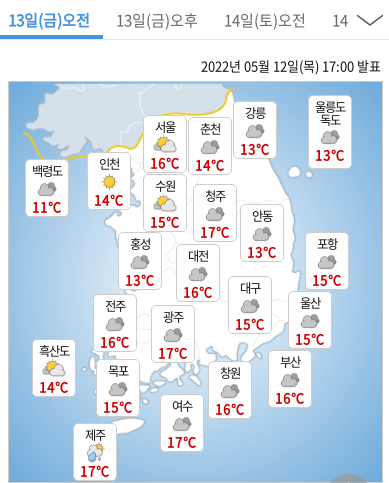 13일(금)오전 13일(금)오후 14일(토)오전 14
2022년 05월 12일(목) 17:00 발표
서울
16℃
춘천
14℃
강릉
13℃
울릉도
독도
13℃
백령도
11℃
인천
14℃
수원
15℃
청주
17℃
안동
13℃
홍성
13℃
대전
16℃
포항
15℃
대구
15℃
울산
15℃
전주
16℃
광주
17℃
흑산도
14℃
목포
15℃
창원
16℃
부산
16℃
여수
17℃
제주
17℃